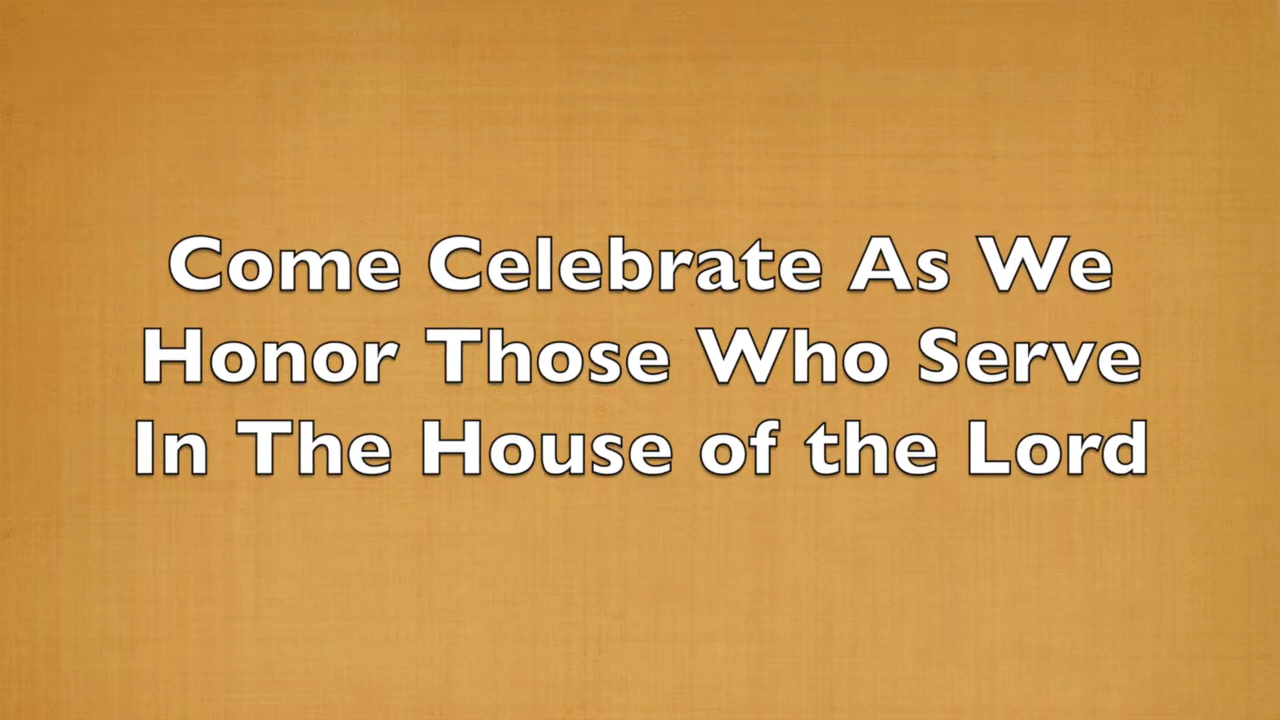 Come Celebrate As We
Honor Those Who Serve
In The House of the Lord